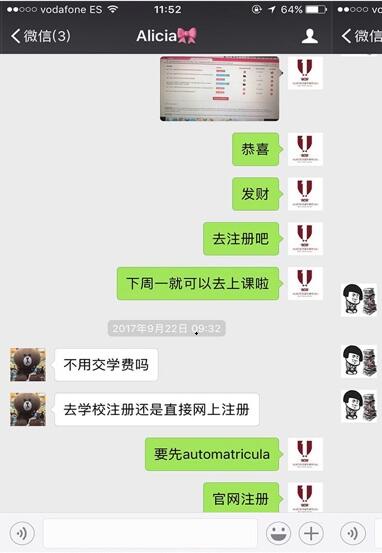 vodafone ES 11:52 64%
微信(3) Alicia 微信
恭喜
发财
去注册吧
下周一就可以去上课啦
2017年9月22日 09:32
不用交学费吗
去学校注册还是直接网上注册
要先automatricula
官网注册